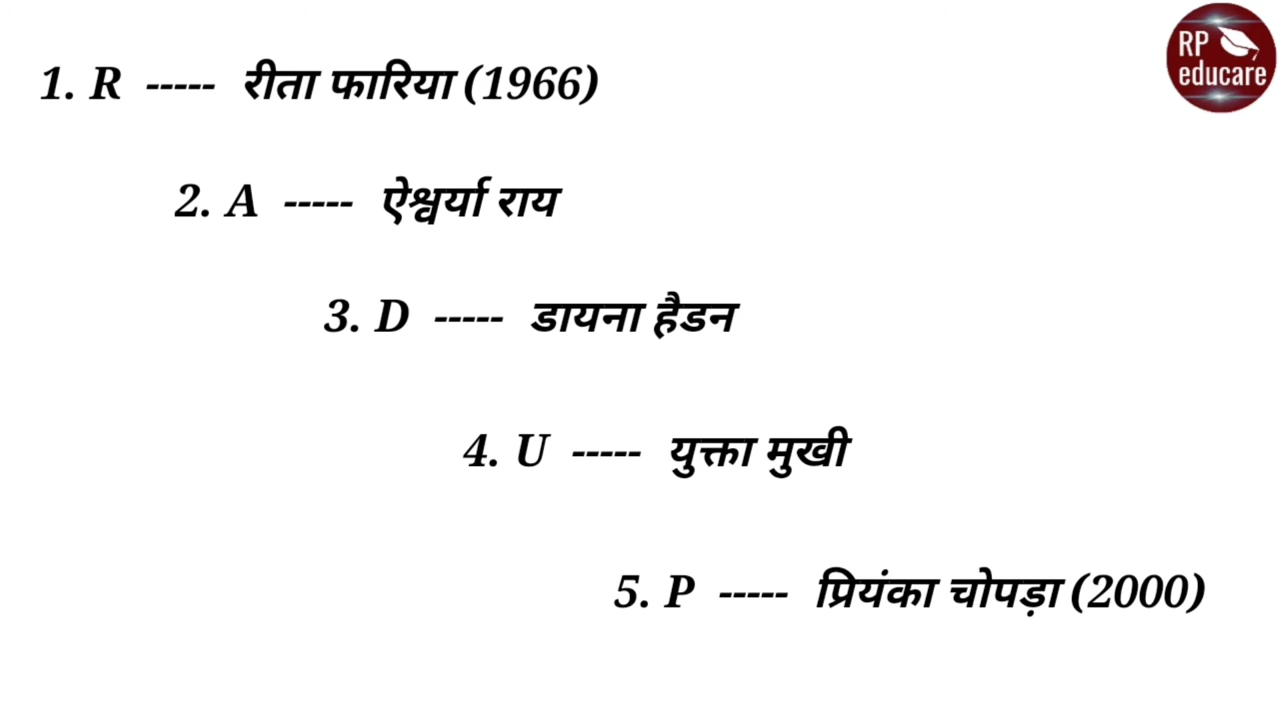 RP
educare
1. R ----- रीता फारिया (1966)
2. A ----- ऐश्वर्या राय
3. D ----- डायना हैडन
4. U ----- युक्ता मुखी
5. P ----- प्रियंका चोपड़ा (2000)